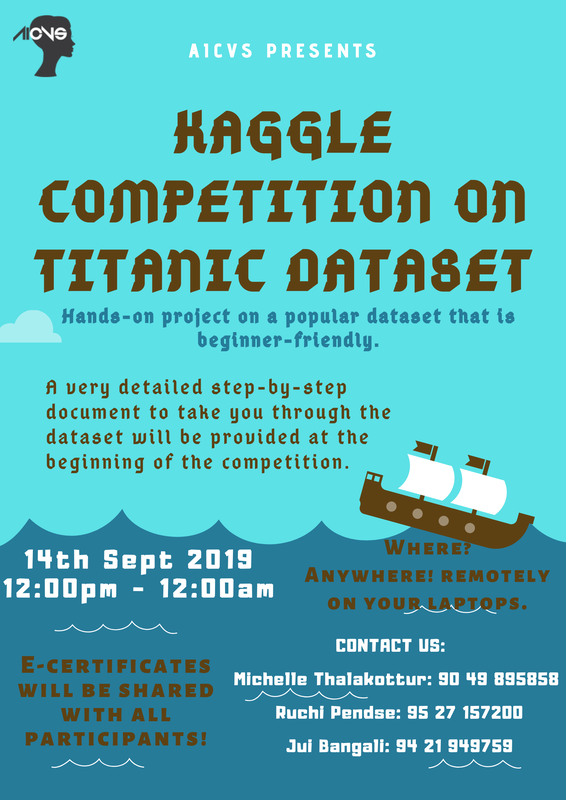 AICVS
AICVS PRESENTS
KAGGLE
COMPETITION ON
TITANIC DATASET
Hands-on project on a popular dataset that is
beginner-friendly.
A very detailed step-by-step
document to take you through the
dataset will be provided at the
beginning of the competition.
14th Sept 2019
12:00pm - 12:00am
WHERE?
ANYWHERE! REMOTELY
ON YOUR LAPTOPS.
E-CERTIFICATES
WILL BE SHARED
WITH ALL
PARTICIPANTS!
CONTACT US:
Michelle Thalakottur: 90 49 895858
Ruchi Pendse: 95 27 157200
Jui Bangali: 94 21 949759